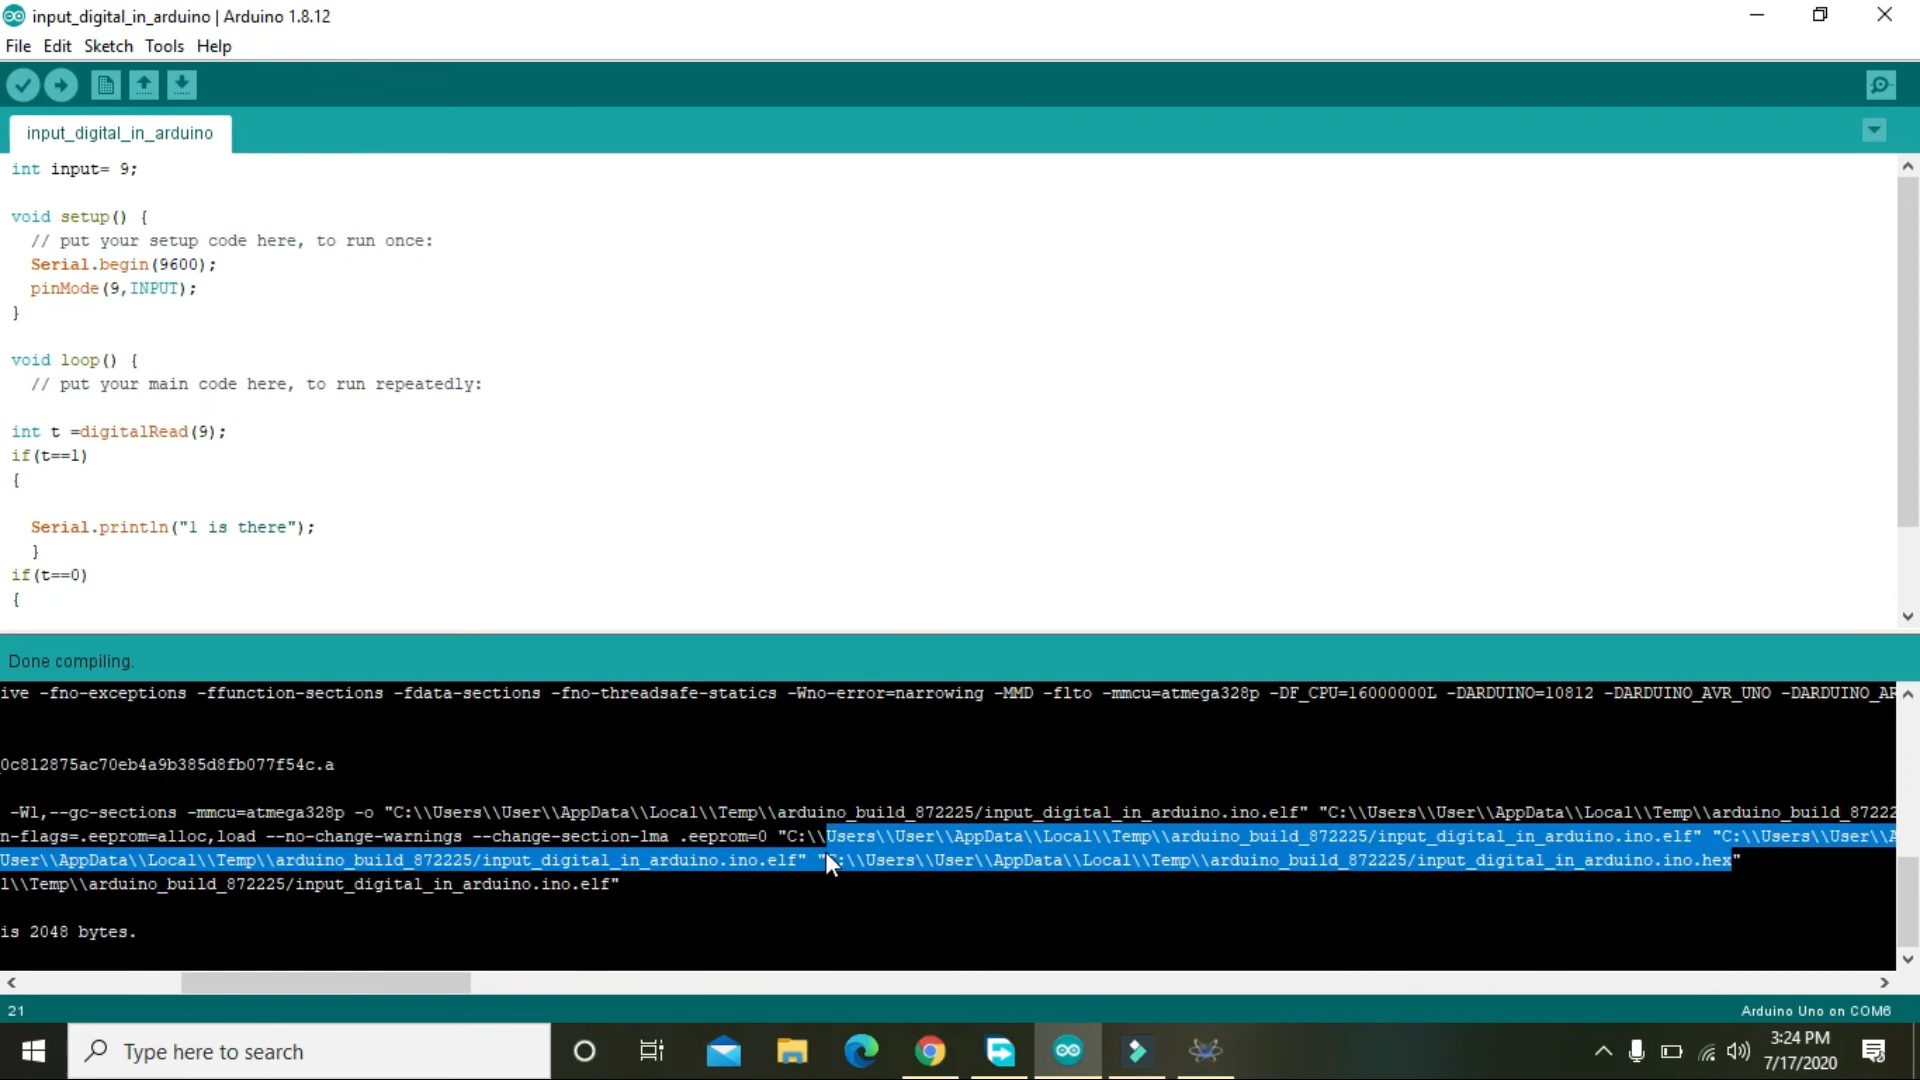 input_digital_in_arduino | Arduino 1.8.12
File Edit Sketch Tools Help
input_digital_in_arduino
int input= 9;
void setup() {
// put your setup code here, to run once:
Serial.begin(9600);
pinMode(9,INPUT);
}
void loop() {
// put your main code here, to run repeatedly:
int t =digitalRead(9);
if(t==1)
{
Serial.println("1 is there");
}
if(t==0)
{
Done compiling.
ive -fno-exceptions -ffunction-sections -fdata-sections -fno-threadsafe-statics -Wno-error=narrowing -MMD -flto -mmcu=atmega328p -DF_CPU=16000000L -DARDUINO=10812 -DARDUINO_AVR_UNO -DARDUINO_AR
0c812875ac70eb4a9b385d8fb077f54c.a
-Wl,--gc-sections -mmcu=atmega328p -o "C:\\Users\\User\\AppData\\Local\\Temp\\arduino_build_872225/input_digital_in_arduino.ino.elf" "C:\\Users\\User\\AppData\\Local\\Temp\\arduino_build_87222
n-flags=.eeprom=alloc,load --no-change-warnings --change-section-lma .eeprom=0 "C:\\Users\\User\\AppData\\Local\\Temp\\arduino_build_872225/input_digital_in_arduino.ino.elf" "C:\\Users\\User\\A
User\\AppData\\Local\\Temp\\arduino_build_872225/input_digital_in_arduino.ino.elf" "C:\\Users\\User\\AppData\\Local\\Temp\\arduino_build_872225/input_digital_in_arduino.ino.hex"
l\\Temp\\arduino_build_872225/input_digital_in_arduino.ino.elf"
is 2048 bytes.
21
Arduino Uno on COM6
Type here to search
3:24 PM
7/17/2020